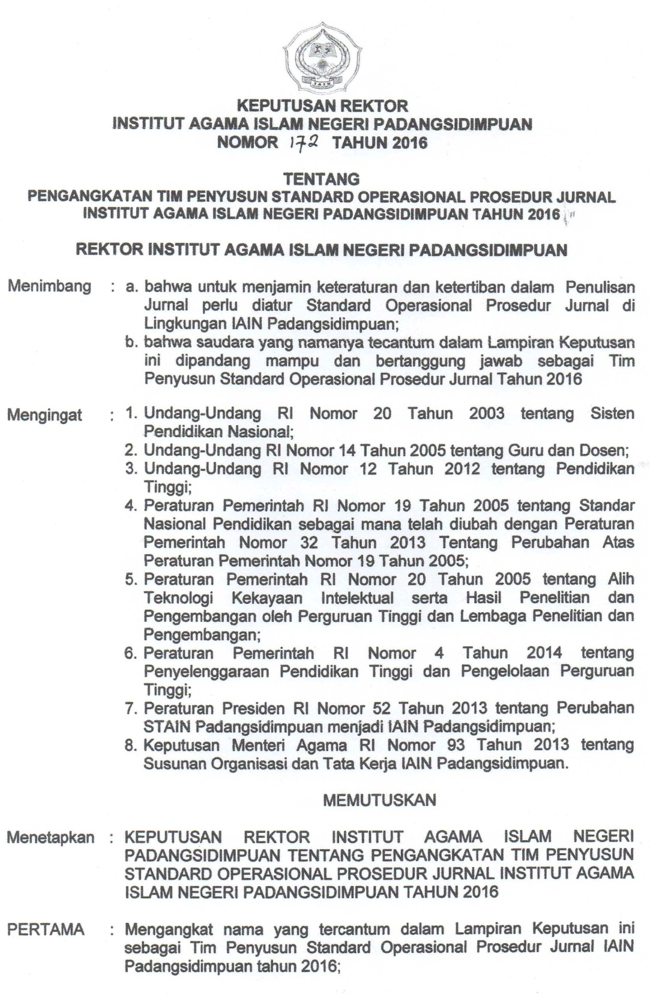 IAIN
KEPUTUSAN REKTOR
INSTITUT AGAMA ISLAM NEGERI PADANGSIDIMPUAN
NOMOR 172 TAHUN 2016
TENTANG
PENGANGKATAN TIM PENYUSUN STANDARD OPERASIONAL PROSEDUR JURNAL
INSTITUT AGAMA ISLAM NEGERI PADANGSIDIMPUAN TAHUN 2016
REKTOR INSTITUT AGAMA ISLAM NEGERI PADANGSIDIMPUAN
Menimbang : a. bahwa untuk menjamin keteraturan dan ketertiban dalam Penulisan
Jurnal perlu diatur Standard Operasional Prosedur Jurnal di
Lingkungan IAIN Padangsidimpuan;
b. bahwa saudara yang namanya tecantum dalam Lampiran Keputusan
ini dipandang mampu dan bertanggung jawab sebagai Tim
Penyusun Standard Operasional Prosedur Jurnal Tahun 2016
Mengingat : 1. Undang-Undang RI Nomor 20 Tahun 2003 tentang Sisten
Pendidikan Nasional;
2. Undang-Undang RI Nomor 14 Tahun 2005 tentang Guru dan Dosen;
3. Undang-Undang RI Nomor 12 Tahun 2012 tentang Pendidikan
Tinggi;
4. Peraturan Pemerintah RI Nomor 19 Tahun 2005 tentang Standar
Nasional Pendidikan sebagai mana telah diubah dengan Peraturan
Pemerintah Nomor 32 Tahun 2013 Tentang Perubahan Atas
Peraturan Pemerintah Nomor 19 Tahun 2005;
5. Peraturan Pemerintah RI Nomor 20 Tahun 2005 tentang Alih
Teknologi Kekayaan Intelektual serta Hasil Penelitian dan
Pengembangan oleh Perguruan Tinggi dan Lembaga Penelitian dan
Pengembangan;
6. Peraturan Pemerintah RI Nomor 4 Tahun 2014 tentang
Penyelenggaraan Pendidikan Tinggi dan Pengelolaan Perguruan
Tinggi;
7. Peraturan Presiden RI Nomor 52 Tahun 2013 tentang Perubahan
STAIN Padangsidimpuan menjadi IAIN Padangsidimpuan;
8. Keputusan Menteri Agama RI Nomor 93 Tahun 2013 tentang
Susunan Organisasi dan Tata Kerja IAIN Padangsidimpuan.
MEMUTUSKAN
Menetapkan : KEPUTUSAN REKTOR INSTITUT AGAMA ISLAM NEGERI
PADANGSIDIMPUAN TENTANG PENGANGKATAN TIM PENYUSUN
STANDARD OPERASIONAL PROSEDUR JURNAL INSTITUT AGAMA
ISLAM NEGERI PADANGSIDIMPUAN TAHUN 2016
PERTAMA : Mengangkat nama yang tercantum dalam Lampiran Keputusan ini
sebagai Tim Penyusun Standard Operasional Prosedur Jurnal IAIN
Padangsidimpuan tahun 2016;